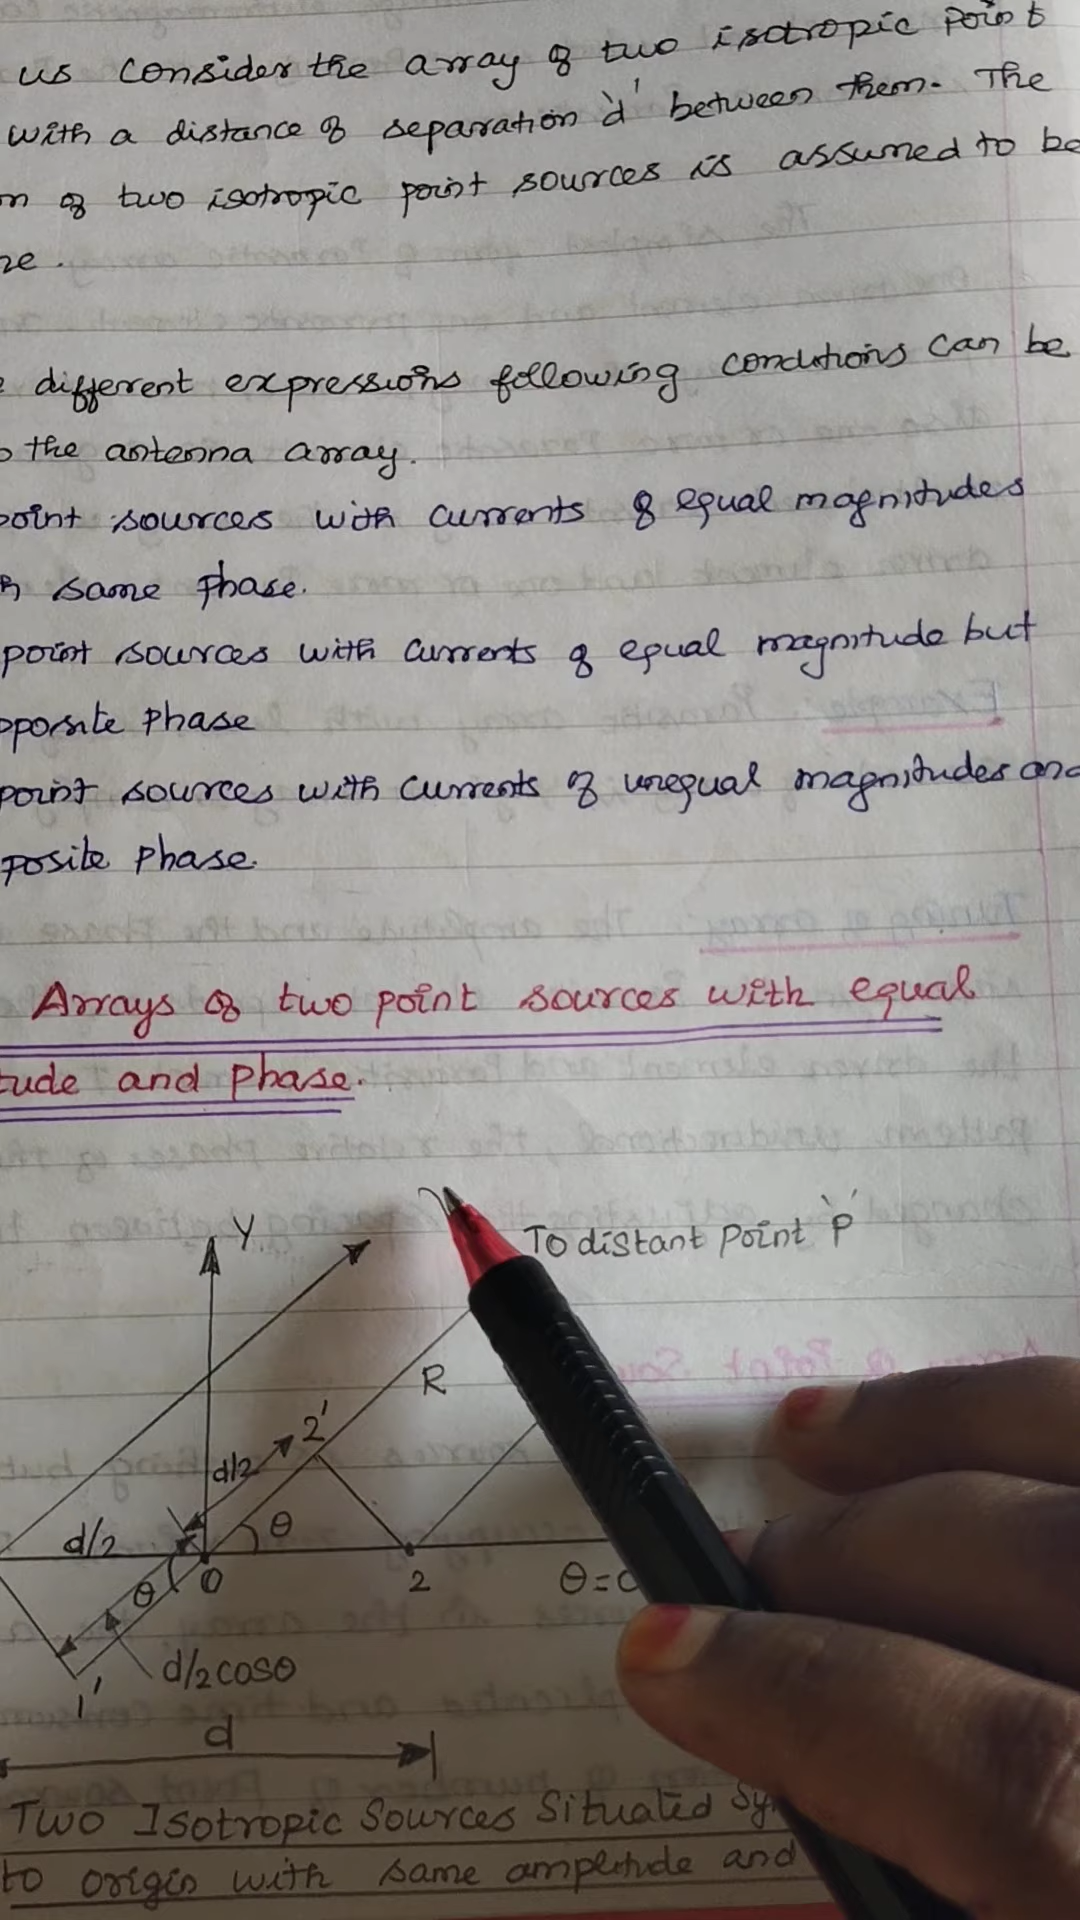 us consider the array of two isotropic point
with a distance of separation 'd' between them. The
of two isotropic point sources is assumed to be
different expressions following conditions can be
the antenna array.
point sources with currents of equal magnitudes
same phase.
point sources with currents of equal magnitude but
pposite phase
point sources with currents of unequal magnitudes and
posite phase.
Arrays of two point sources with equal
tude and phase.
Y
To distant point 'P'
R
2'
d/2
d/2
θ
θ
0
2
θ=0
d/2 cosθ
1'
d
Two Isotropic Sources Situated Sy
to origin with same amplitude and